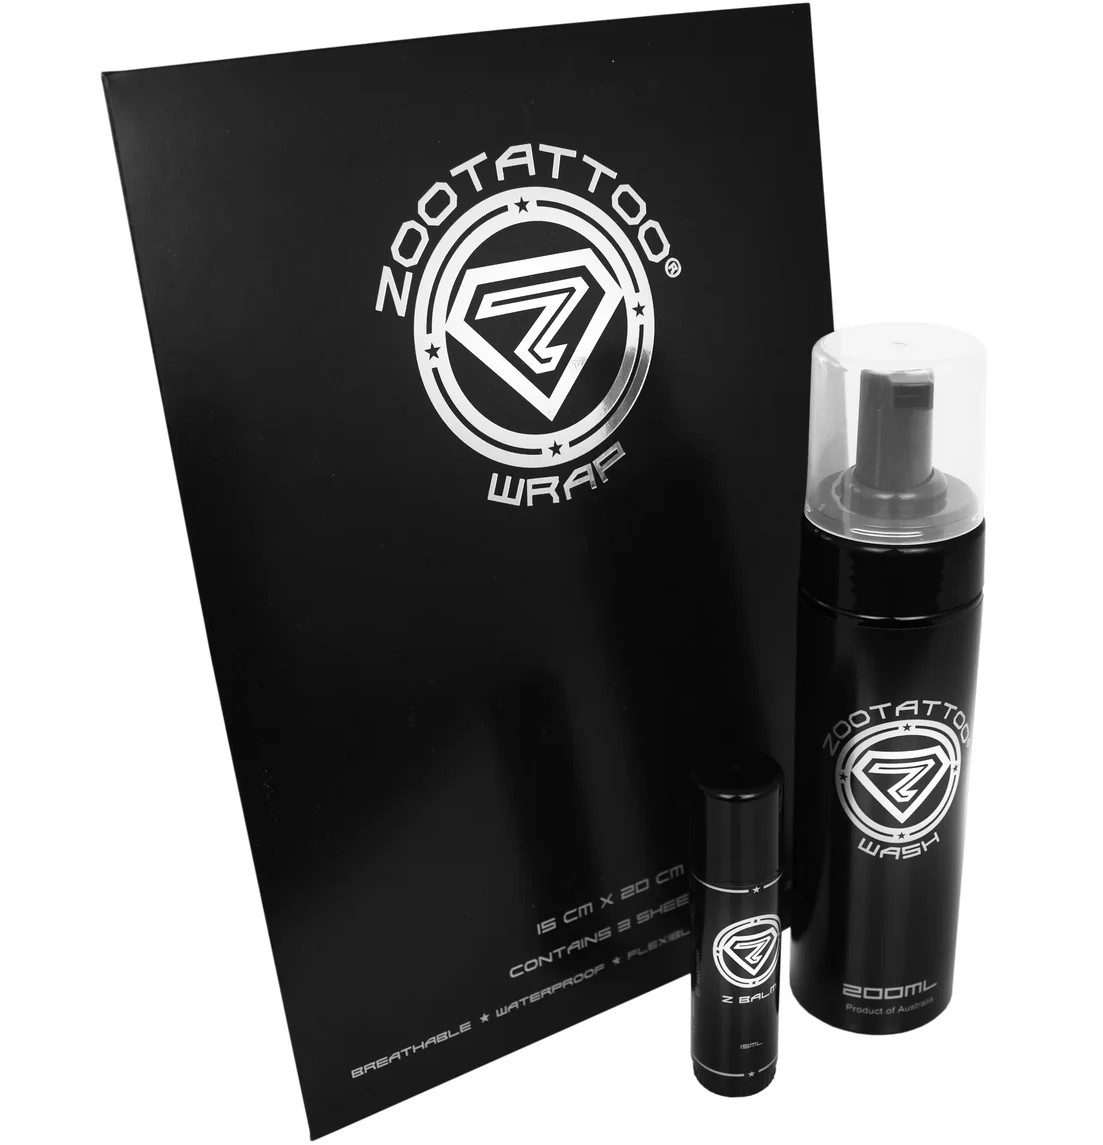 ZOOTATTOO®
Z
WRAP
15 CM X 20 CM
CONTAINS 3
BREATHABLE ★ WATERPROOF ★
ZOOTATTOO
Z
WASH
200ML
Product of Australia
Z
Z BALM
15ML